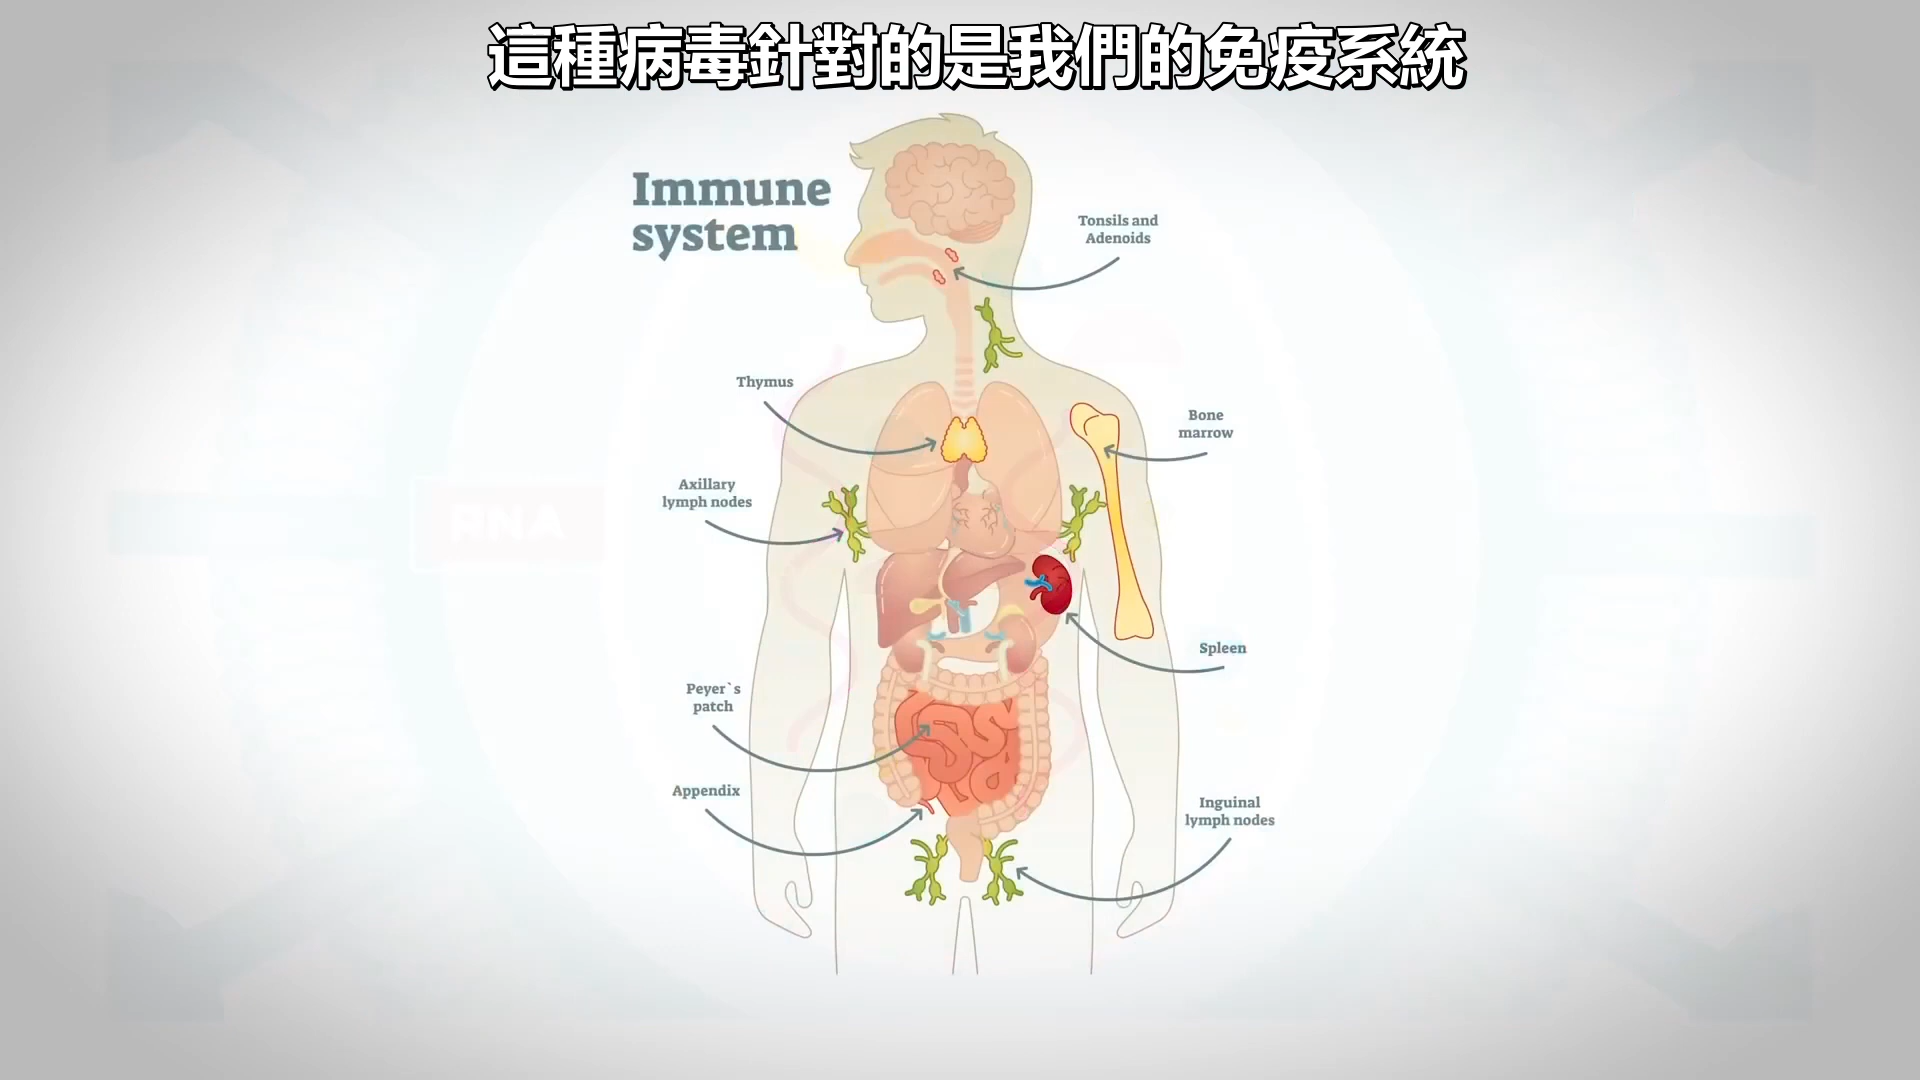 這種病毒針對的是我們的免疫系統
Immune
system
Tonsils and
Adenoids
Thymus
Bone
marrow
Axillary
lymph nodes
RNA
Spleen
Peyer`s
patch
Appendix
Inguinal
lymph nodes